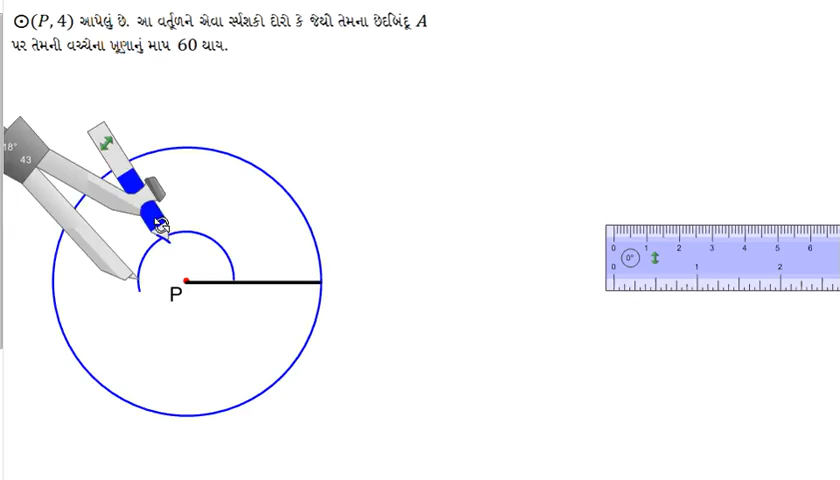 ⊙(P, 4) આપેલું છે. આ વર્તૂળને એવા સ્પર્શકો દોરો કે જેથી તેમના છેદબિંદૂ A
પર તેમની વચ્ચેના ખૂણાનું માપ 60 થાય.
18°
43
P
0 1 2 3 4 5 6
0°
0 1 2